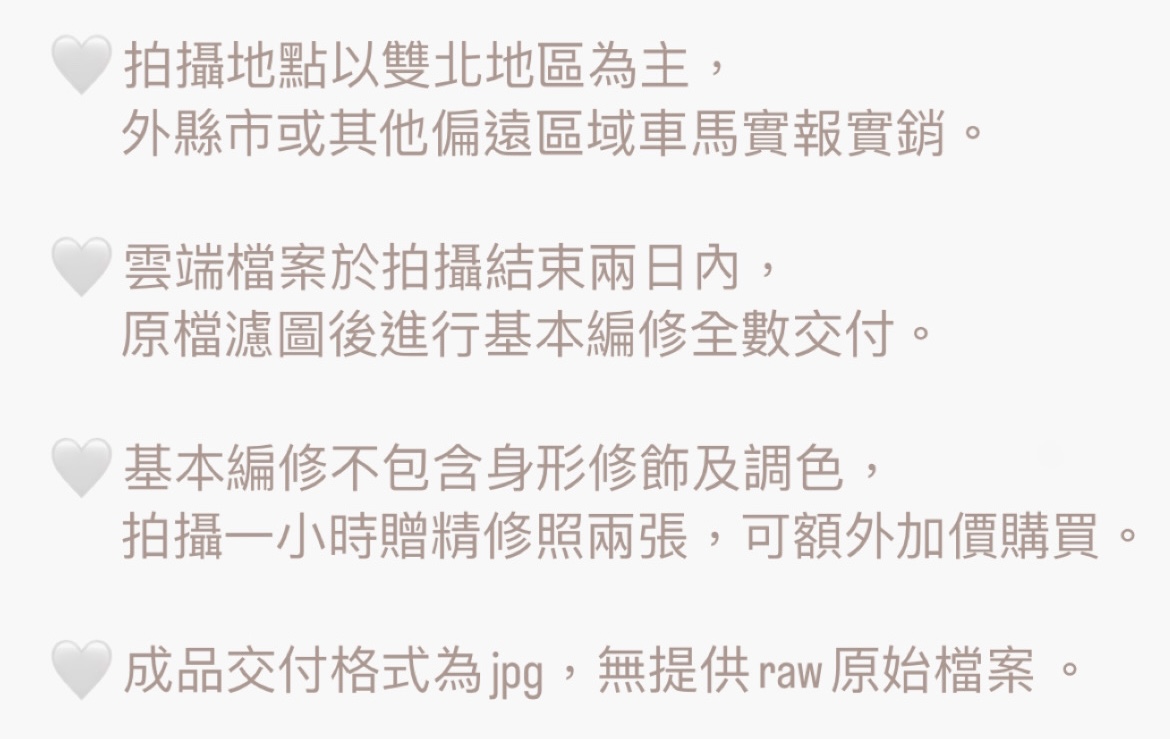 🤍拍攝地點以雙北地區為主，
外縣市或其他偏遠區域車馬實報實銷。
🤍雲端檔案於拍攝結束兩日內，
原檔濾圖後進行基本編修全數交付。
🤍基本編修不包含身形修飾及調色，
拍攝一小時贈精修照兩張，可額外加價購買。
🤍成品交付格式為jpg，無提供raw原始檔案 。